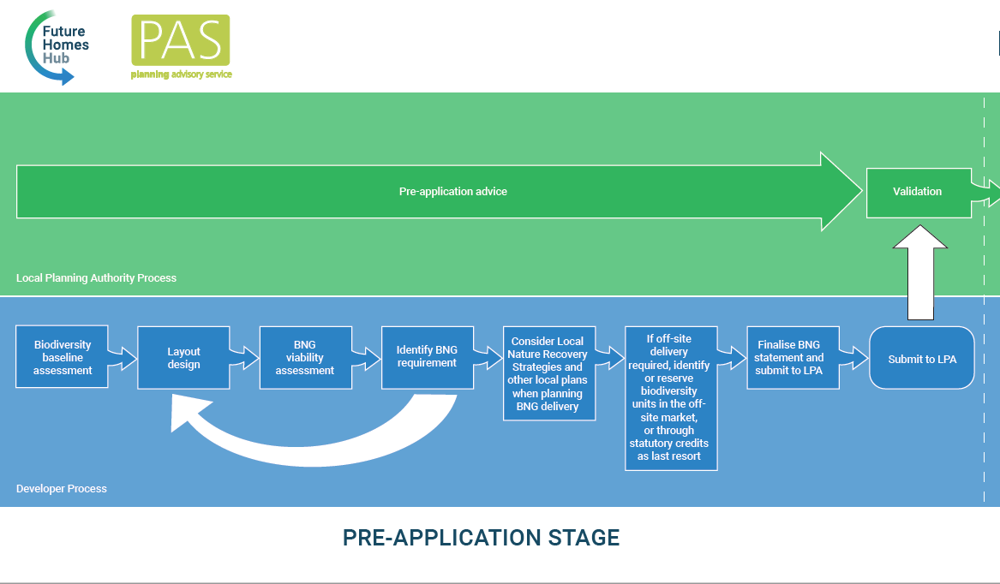 Future
Homes
Hub
PAS
planning advisory service
Pre-application advice
Validation
Local Planning Authority Process
Biodiversity
baseline
assessment
Layout
design
BNG
viability
assessment
Identify BNG
requirement
Consider Local
Nature Recovery
Strategies and
other local plans
when planning
BNG delivery
If off-site
delivery
required, identify
or reserve
biodiversity
units in the off-
site market,
or through
statutory credits
as last resort
Finalise BNG
statement and
submit to LPA
Submit to LPA
Developer Process
PRE-APPLICATION STAGE